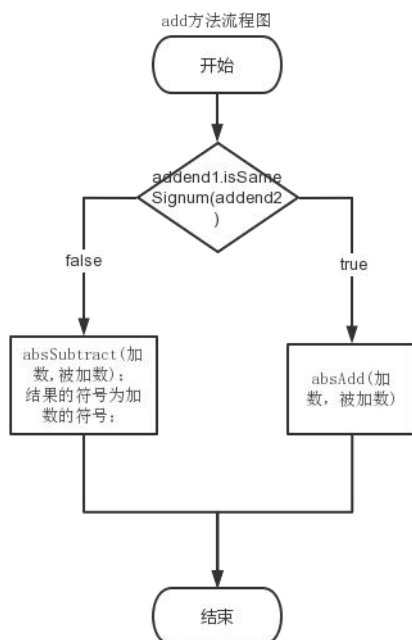 add方法流程图
开始
addend1.isSame
Signum(addend2
)
false
true
absSubtract(加
数,被加数);
结果的符号为加
数的符号;
absAdd(加
数, 被加数)
结束